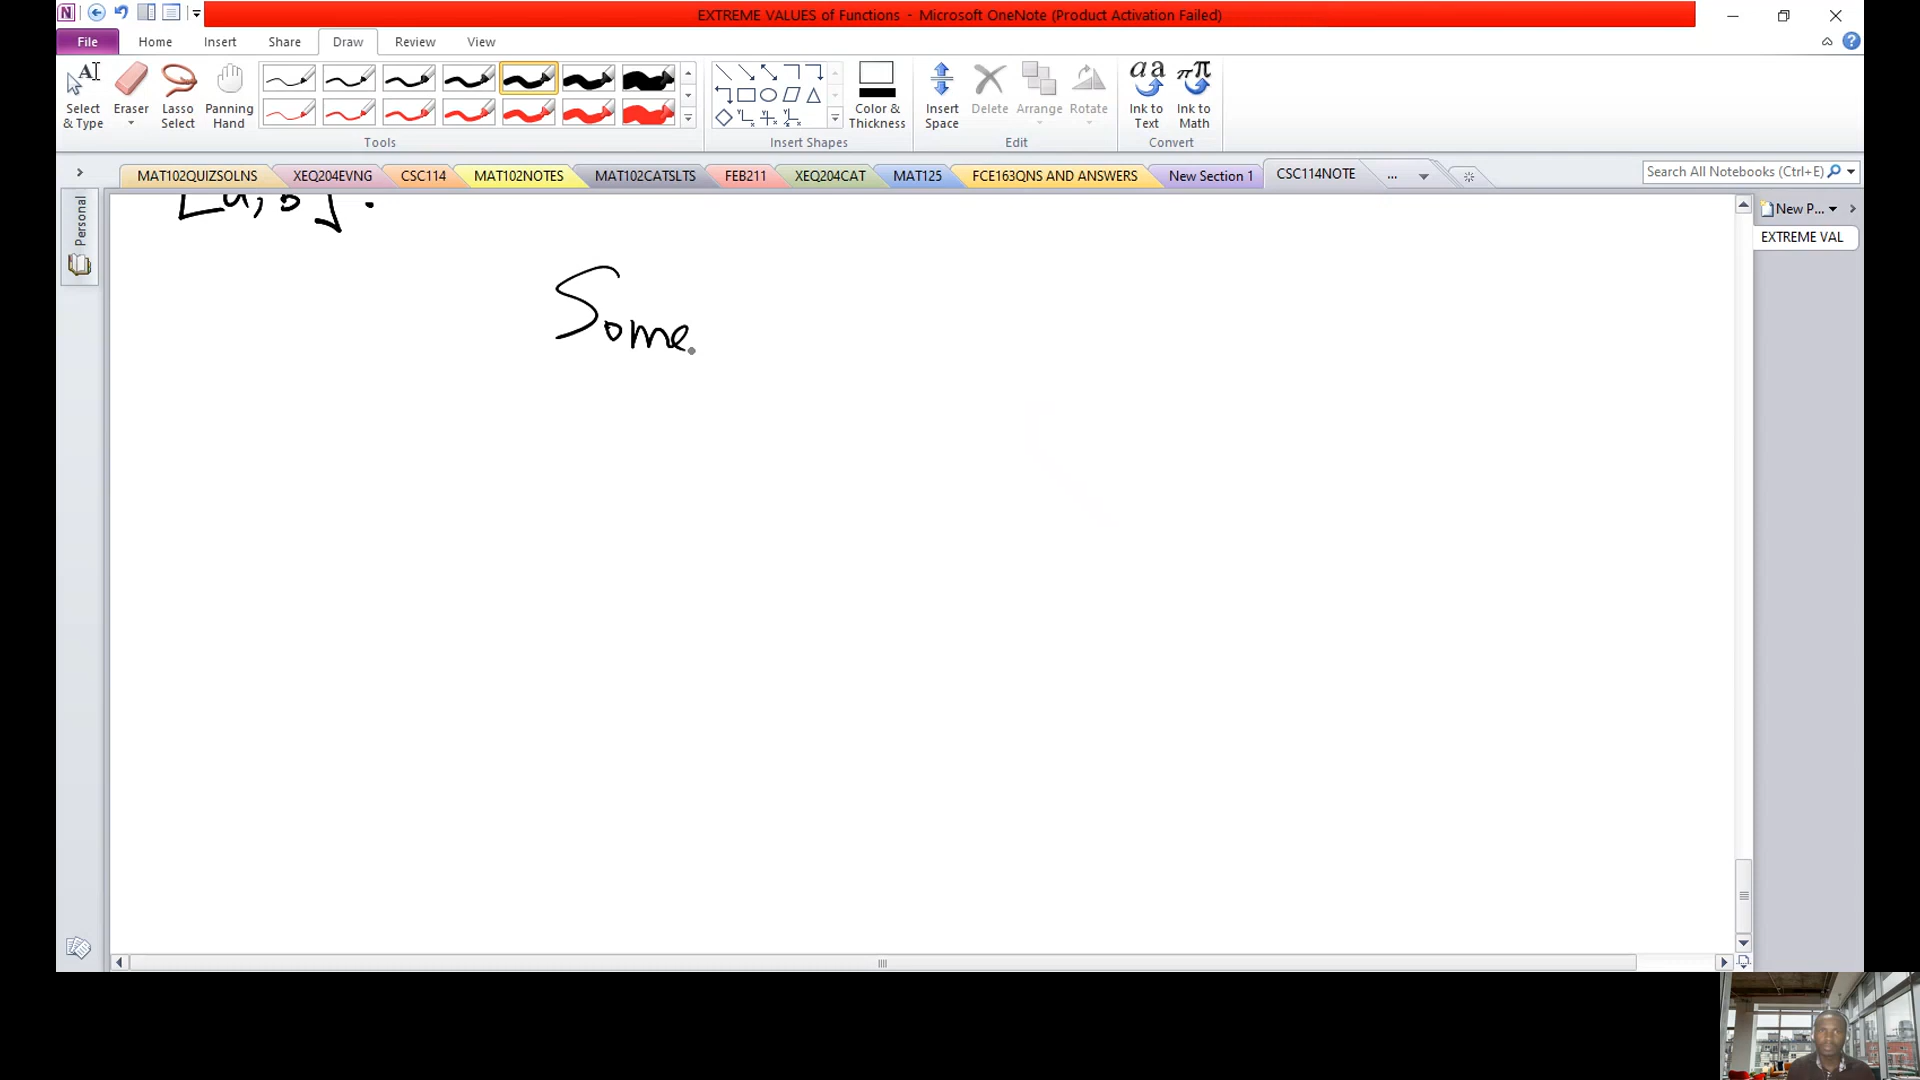 EXTREME VALUES of Functions - Microsoft OneNote (Product Activation Failed)
File Home Insert Share Draw Review View
Select & Type
Eraser
Lasso Select
Panning Hand
Color & Thickness
Insert Space
Delete
Arrange
Rotate
Ink to Text
Ink to Math
Tools
Insert Shapes
Edit
Convert
MAT102QUIZSOLNS XEQ204EVNG CSC114 MAT102NOTES MAT102CATSLTS FEB211 XEQ204CAT MAT125 FCE163QNS AND ANSWERS New Section 1 CSC114NOTE ...
Search All Notebooks (Ctrl+E)
Personal
New P...
EXTREME VAL
[a, b].
Some